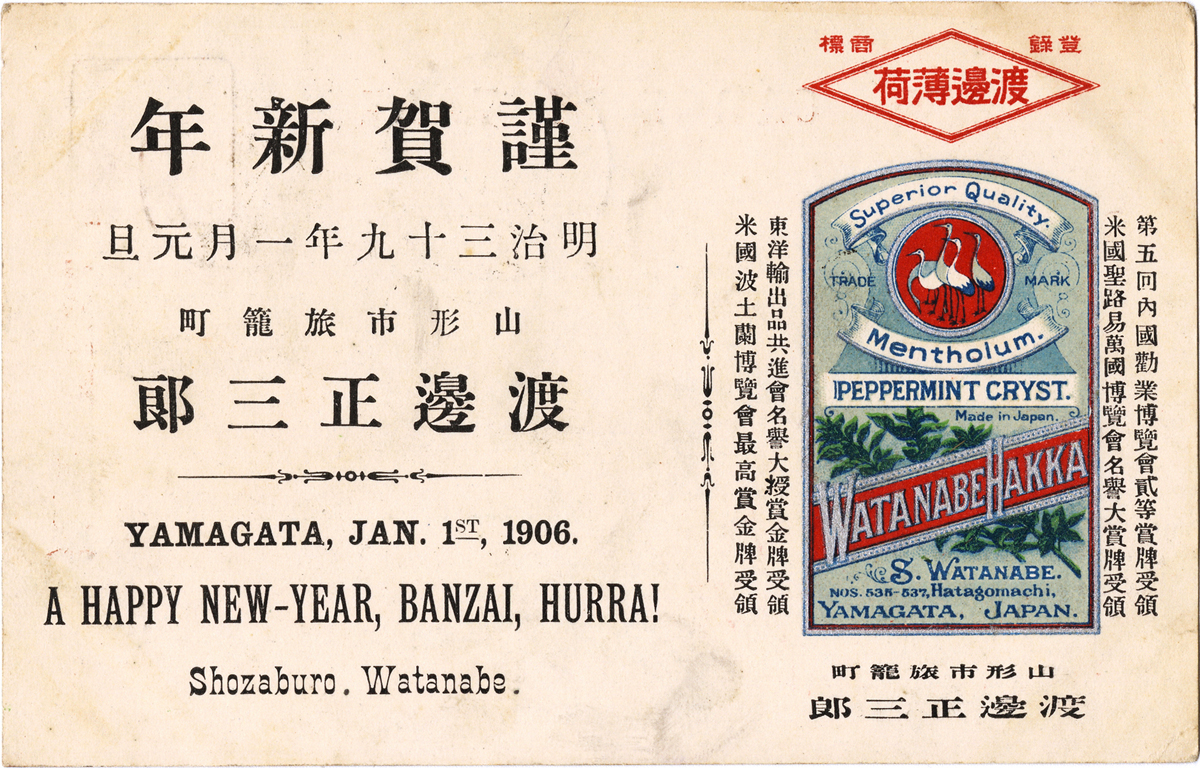 謹賀新年
明治三十九年一月元旦
山形市旅籠町
渡邊正三郎
YAMAGATA, JAN. 1ST, 1906.
A HAPPY NEW-YEAR, BANZAI, HURRA!
Shozaburo. Watanabe.
登錄商標
渡邊薄荷
第五回內國勸業博覽會貳等賞牌受領
米國聖路易萬國博覽會名譽大賞牌受領
Superior Quality.
TRADE MARK
Mentholum.
PEPPERMINT CRYST.
Made in Japan
WATANABE HAKKA
S. WATANABE.
NOS. 535-537, Hatagomachi,
YAMAGATA, JAPAN.
東洋輸出品共進會名譽大授賞金牌受領
米國波土蘭博覽會最高賞金牌受領
山形市旅籠町
渡邊正三郎